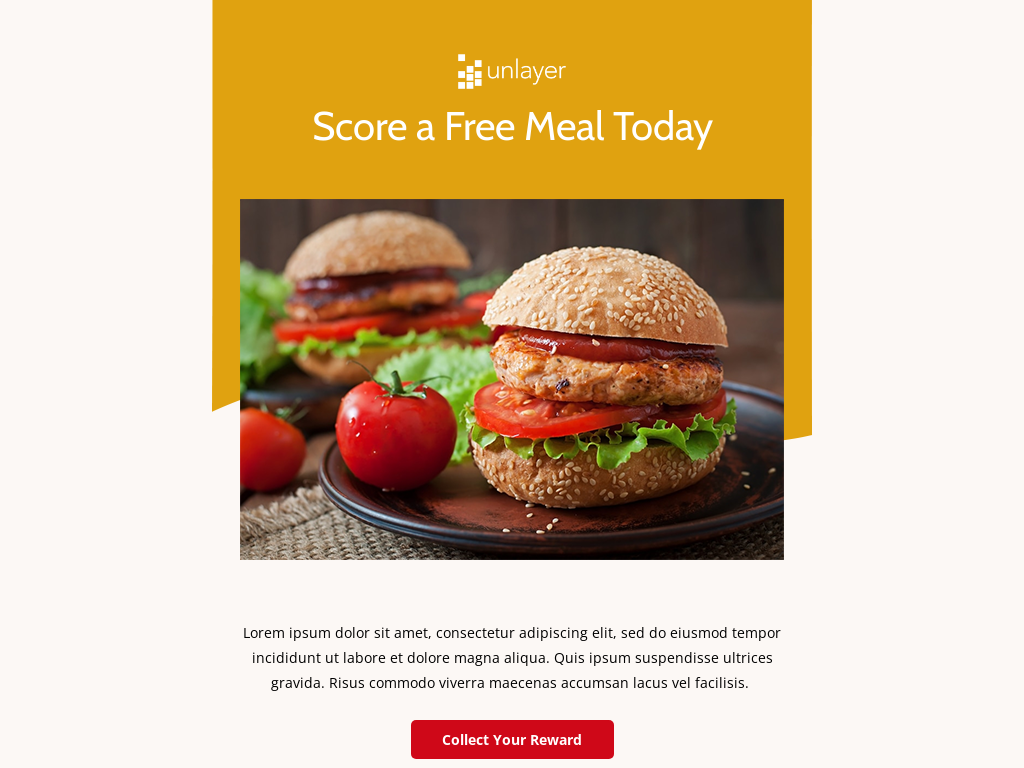 unlayer
Score a Free Meal Today
Lorem ipsum dolor sit amet, consectetur adipiscing elit, sed do eiusmod tempor
incididunt ut labore et dolore magna aliqua. Quis ipsum suspendisse ultrices
gravida. Risus commodo viverra maecenas accumsan lacus vel facilisis.
Collect Your Reward